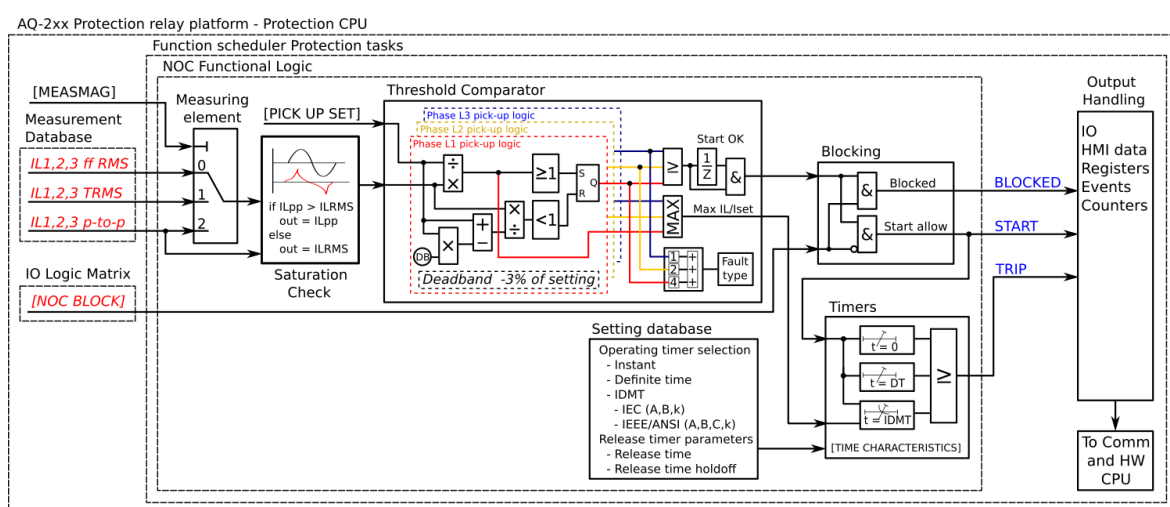 AQ-2xx Protection relay platform - Protection CPU
Function scheduler Protection tasks
NOC Functional Logic
[MEASMAG]
Measurement
Database
IL1,2,3 ff RMS
IL1,2,3 TRMS
IL1,2,3 p-to-p
IO Logic Matrix
[NOC BLOCK]
Measuring
element
0
1
2
[PICK UP SET]
if ILpp > ILRMS
out = ILpp
else
out = ILRMS
Saturation
Check
Threshold Comparator
Phase L3 pick-up logic
Phase L2 pick-up logic
Phase L1 pick-up logic
÷
×
≥1
S
Q
R
×
÷
<1
+
−
DB
×
Deadband -3% of setting
Start OK
≥
1
Z
&
MAX
Max IL/Iset
1 +
2 +
4 +
Fault
type
Blocking
&
Blocked
&
Start allow
BLOCKED
START
TRIP
Output
Handling
IO
HMI data
Registers
Events
Counters
To Comm
and HW
CPU
Setting database
Operating timer selection
- Instant
- Definite time
- IDMT
- IEC (A,B,k)
- IEEE/ANSI (A,B,C,k)
Release timer parameters
- Release time
- Release time holdoff
Timers
t = 0
t = DT
t = IDMT
≥
[TIME CHARACTERISTICS]